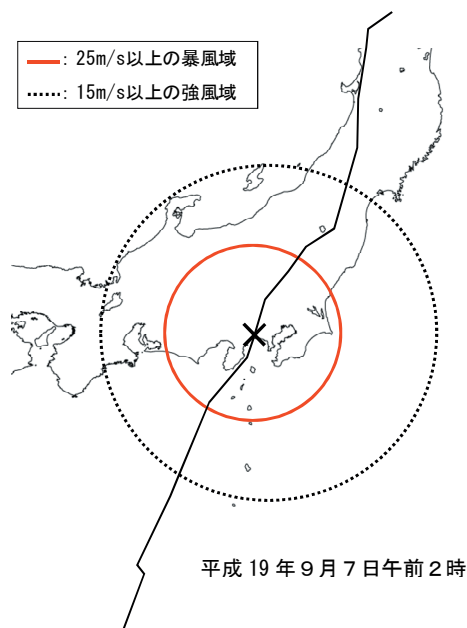 : 25m/s以上の暴風域
: 15m/s以上の強風域
平成 19 年 9 月 7 日午前 2 時